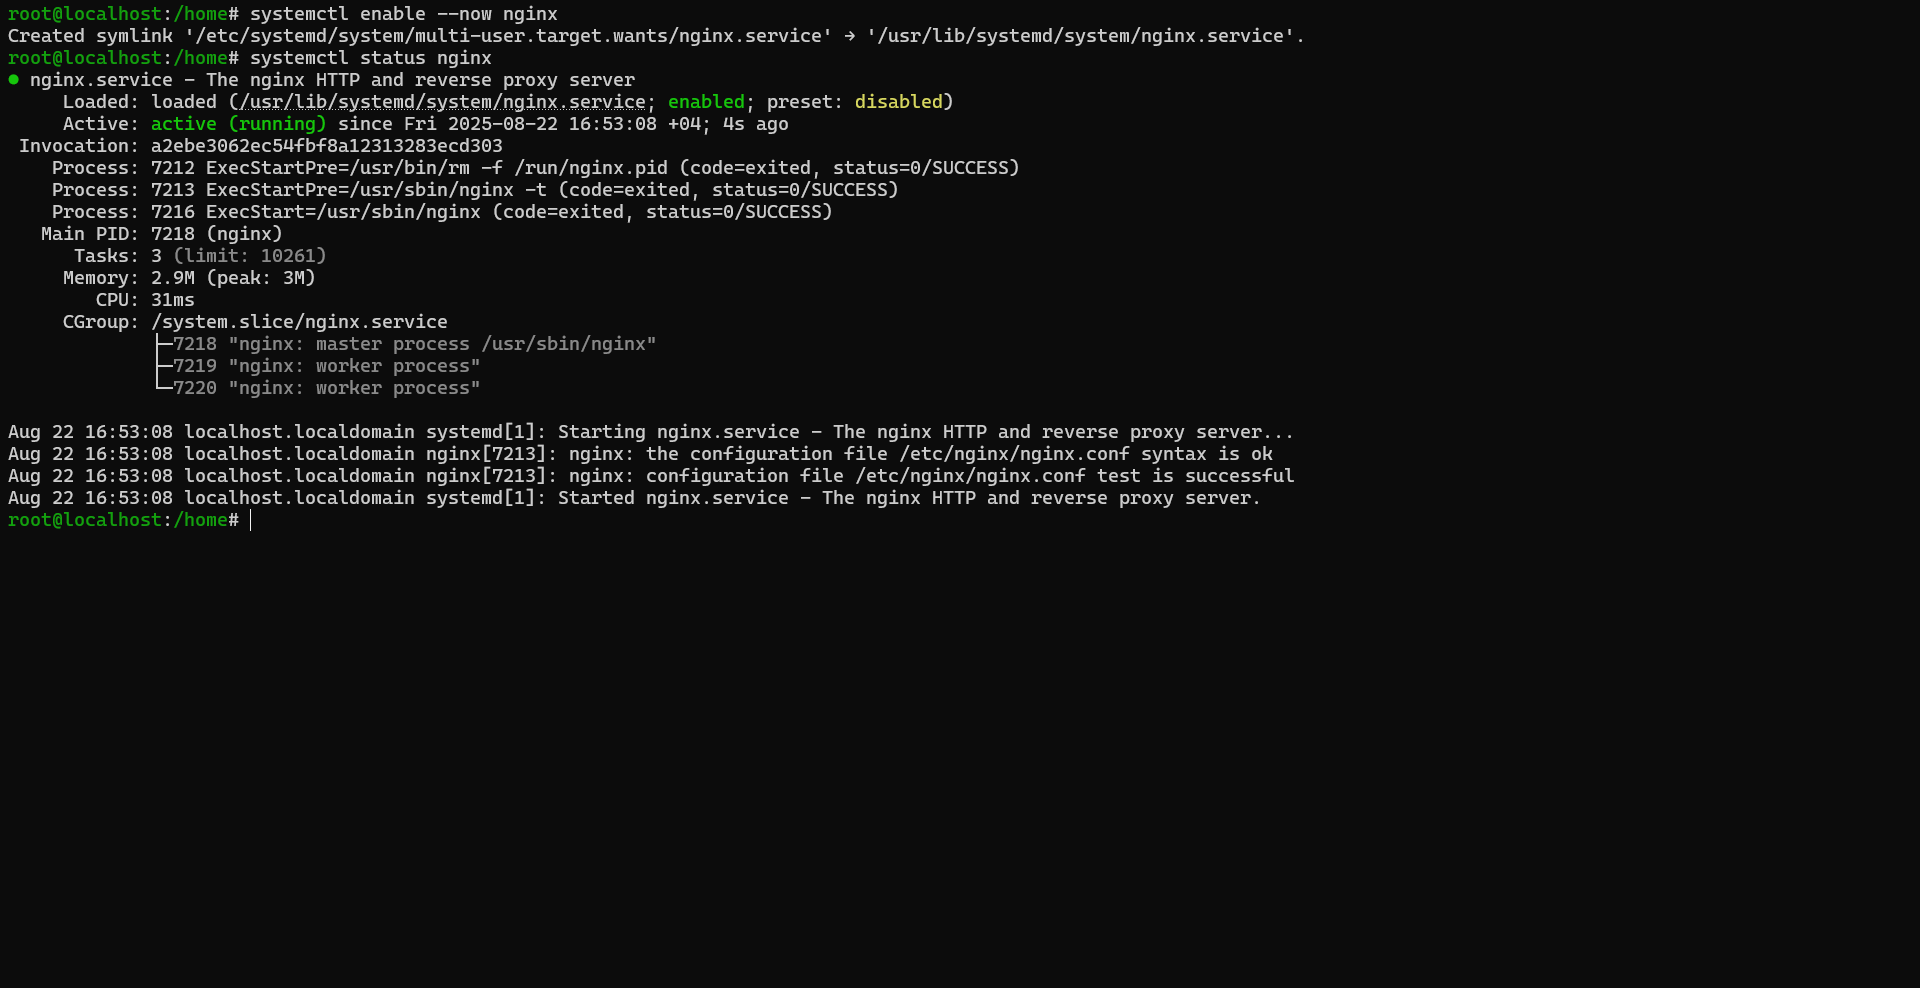 root@localhost:/home# systemctl enable --now nginx
Created symlink '/etc/systemd/system/multi-user.target.wants/nginx.service' → '/usr/lib/systemd/system/nginx.service'.
root@localhost:/home# systemctl status nginx
● nginx.service - The nginx HTTP and reverse proxy server
     Loaded: loaded (/usr/lib/systemd/system/nginx.service; enabled; preset: disabled)
     Active: active (running) since Fri 2025-08-22 16:53:08 +04; 4s ago
 Invocation: a2ebe3062ec54fbf8a12313283ecd303
    Process: 7212 ExecStartPre=/usr/bin/rm -f /run/nginx.pid (code=exited, status=0/SUCCESS)
    Process: 7213 ExecStartPre=/usr/sbin/nginx -t (code=exited, status=0/SUCCESS)
    Process: 7216 ExecStart=/usr/sbin/nginx (code=exited, status=0/SUCCESS)
   Main PID: 7218 (nginx)
      Tasks: 3 (limit: 10261)
     Memory: 2.9M (peak: 3M)
        CPU: 31ms
     CGroup: /system.slice/nginx.service
             ├─7218 "nginx: master process /usr/sbin/nginx"
             ├─7219 "nginx: worker process"
             └─7220 "nginx: worker process"

Aug 22 16:53:08 localhost.localdomain systemd[1]: Starting nginx.service - The nginx HTTP and reverse proxy server...
Aug 22 16:53:08 localhost.localdomain nginx[7213]: nginx: the configuration file /etc/nginx/nginx.conf syntax is ok
Aug 22 16:53:08 localhost.localdomain nginx[7213]: nginx: configuration file /etc/nginx/nginx.conf test is successful
Aug 22 16:53:08 localhost.localdomain systemd[1]: Started nginx.service - The nginx HTTP and reverse proxy server.
root@localhost:/home#